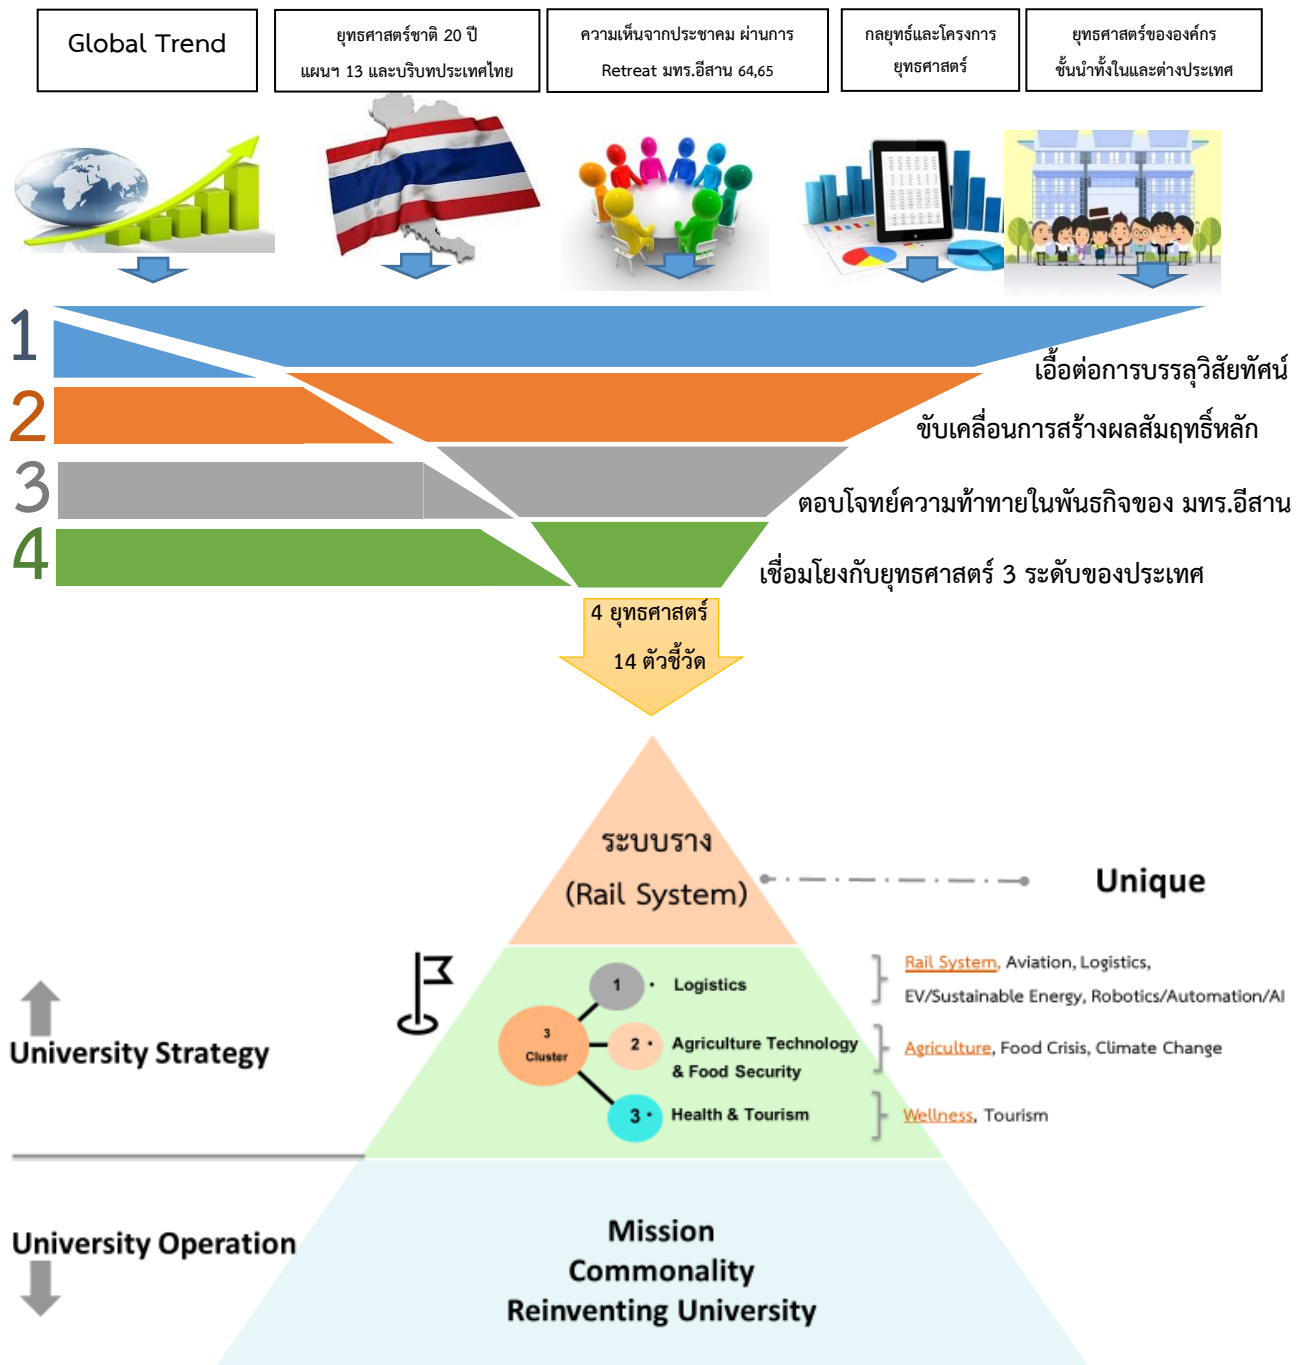 Global Trend
ยุทธศาสตร์ชาติ 20 ปี
แผนฯ 13 และบริบทประเทศไทย
ความเห็นจากประชาคม ผ่านการ
Retreat มทร.อีสาน 64,65
กลยุทธ์และโครงการ
ยุทธศาสตร์
ยุทธศาสตร์ขององค์กร
ชั้นนำทั้งในและต่างประเทศ
1
เอื้อต่อการบรรลุวิสัยทัศน์
2
ขับเคลื่อนการสร้างผลสัมฤทธิ์หลัก
3
ตอบโจทย์ความท้าทายในพันธกิจของ มทร.อีสาน
4
เชื่อมโยงกับยุทธศาสตร์ 3 ระดับของประเทศ
4 ยุทธศาสตร์
14 ตัวชี้วัด
ระบบราง
(Rail System)
Unique
University Strategy
3
Cluster
1 • Logistics
Rail System, Aviation, Logistics,
EV/Sustainable Energy, Robotics/Automation/AI
2 • Agriculture Technology
& Food Security
Agriculture, Food Crisis, Climate Change
3 • Health & Tourism
Wellness, Tourism
University Operation
Mission
Commonality
Reinventing University